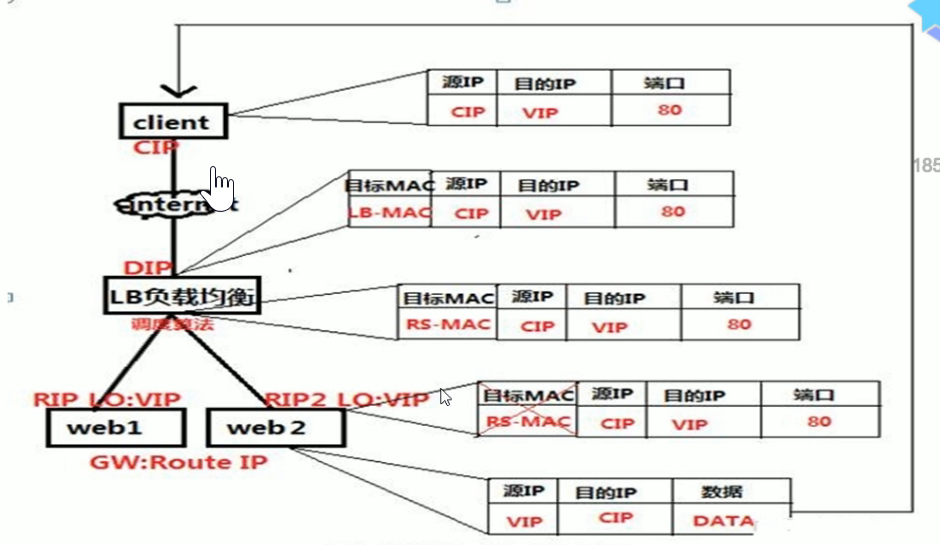 源IP 目的IP 端口
CIP VIP 80
client
CIP
目标MAC 源IP 目的IP 端口
LB-MAC CIP VIP 80
185
internet
DIP
LB负载均衡
调度算法
目标MAC 源IP 目的IP 端口
RS-MAC CIP VIP 80
RIP LO:VIP
RIP2 LO:VIP
目标MAC 源IP 目的IP 端口
RS-MAC CIP VIP 80
web1
web2
GW:Route IP
源IP 目的IP 数据
VIP CIP DATA